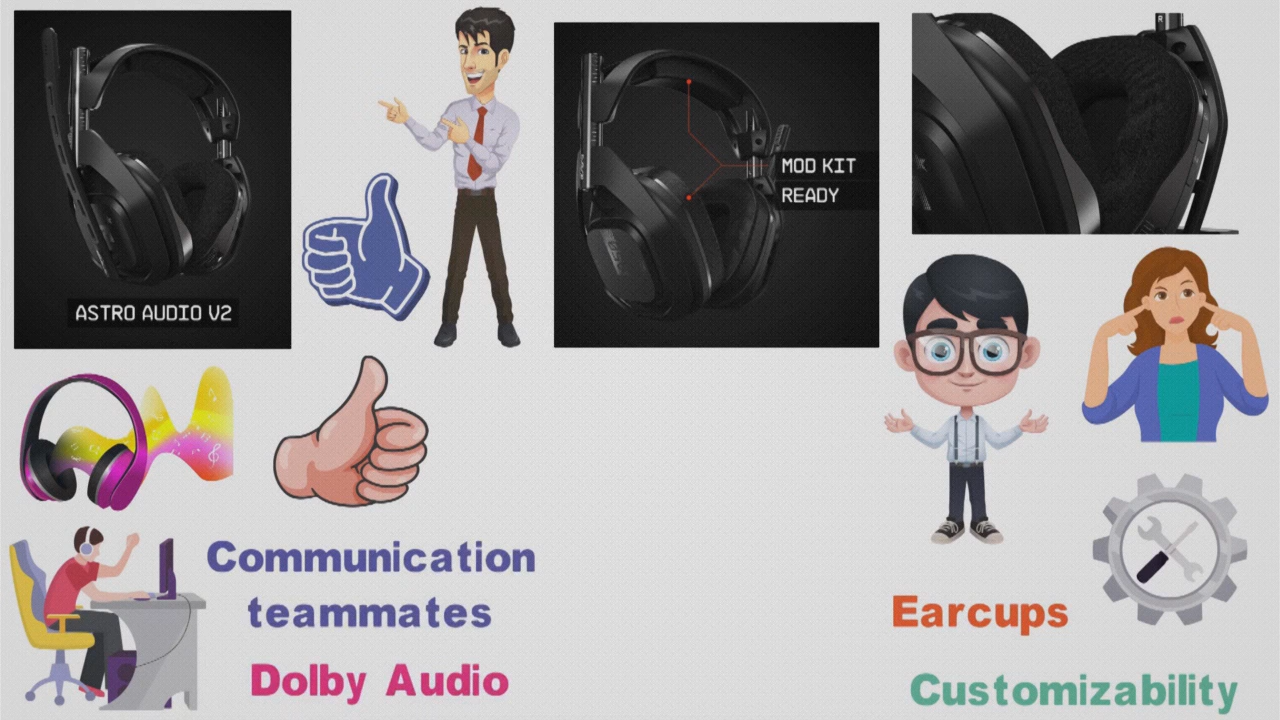 ASTRO AUDIO V2
MOD KIT
READY
R
Communication
teammates
Dolby Audio
Earcups
Customizability